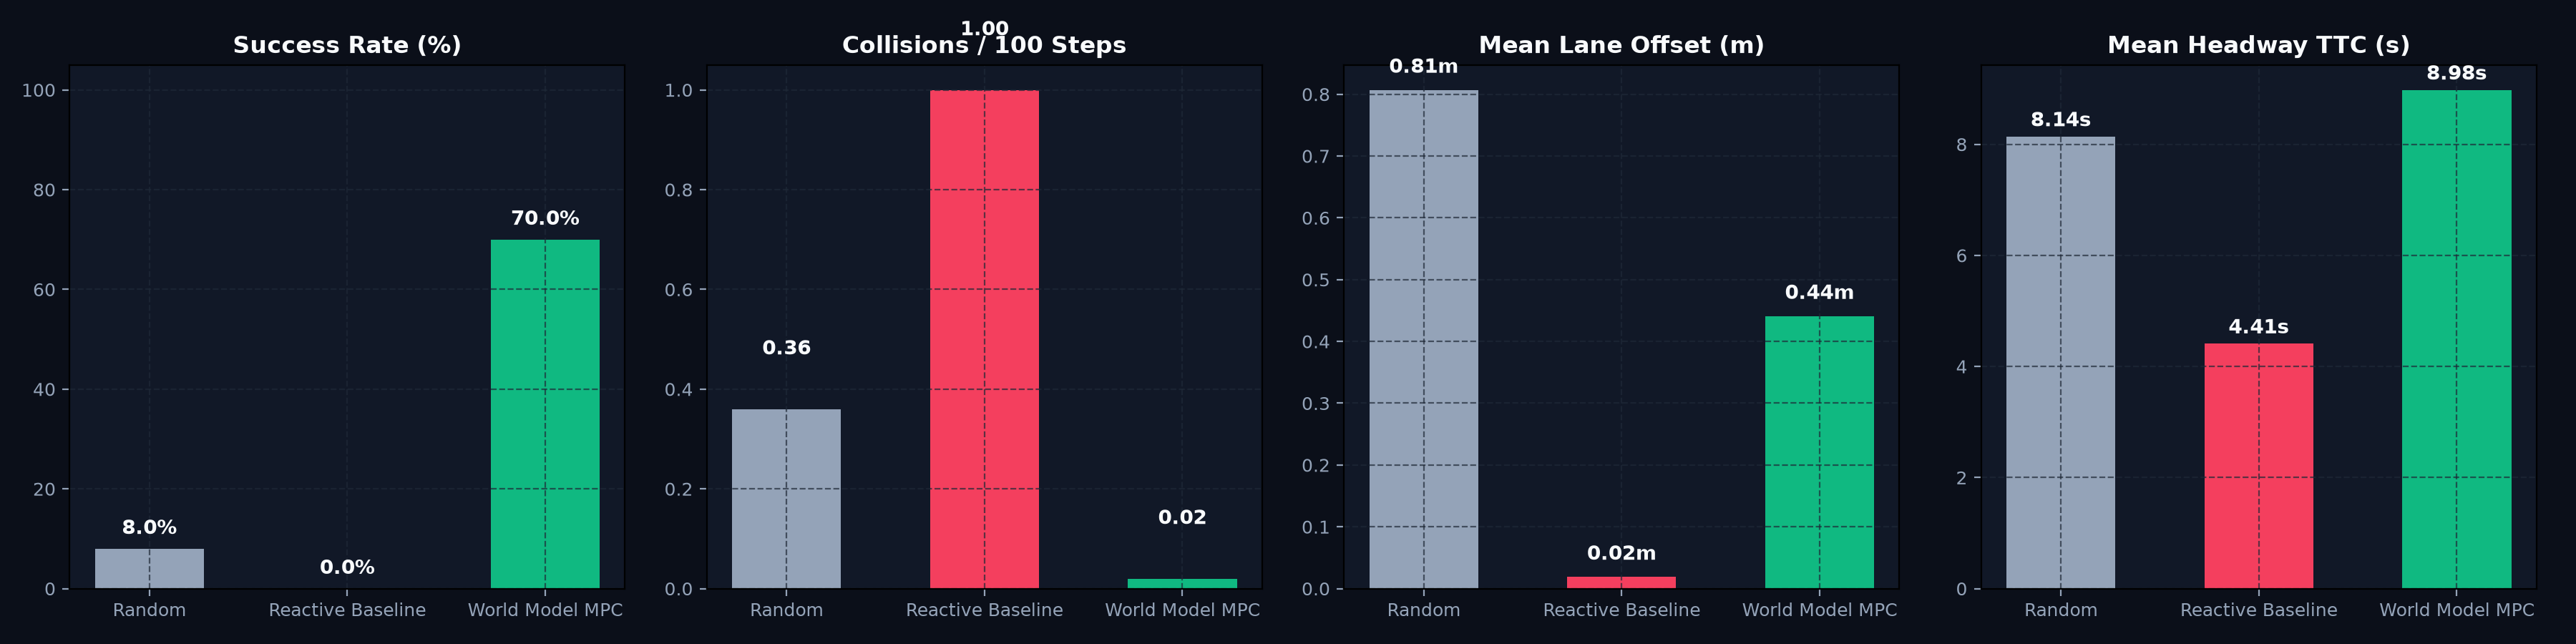 Success Rate (%)
100
80
60
40
20
0
8.0%
0.0%
70.0%
Random
Reactive Baseline
World Model MPC
1.00
Collisions / 100 Steps
1.0
0.8
0.6
0.4
0.2
0.0
0.36
0.02
Random
Reactive Baseline
World Model MPC
Mean Lane Offset (m)
0.81m
0.8
0.7
0.6
0.5
0.4
0.3
0.2
0.1
0.0
0.02m
0.44m
Random
Reactive Baseline
World Model MPC
Mean Headway TTC (s)
8
6
4
2
0
8.14s
4.41s
8.98s
Random
Reactive Baseline
World Model MPC